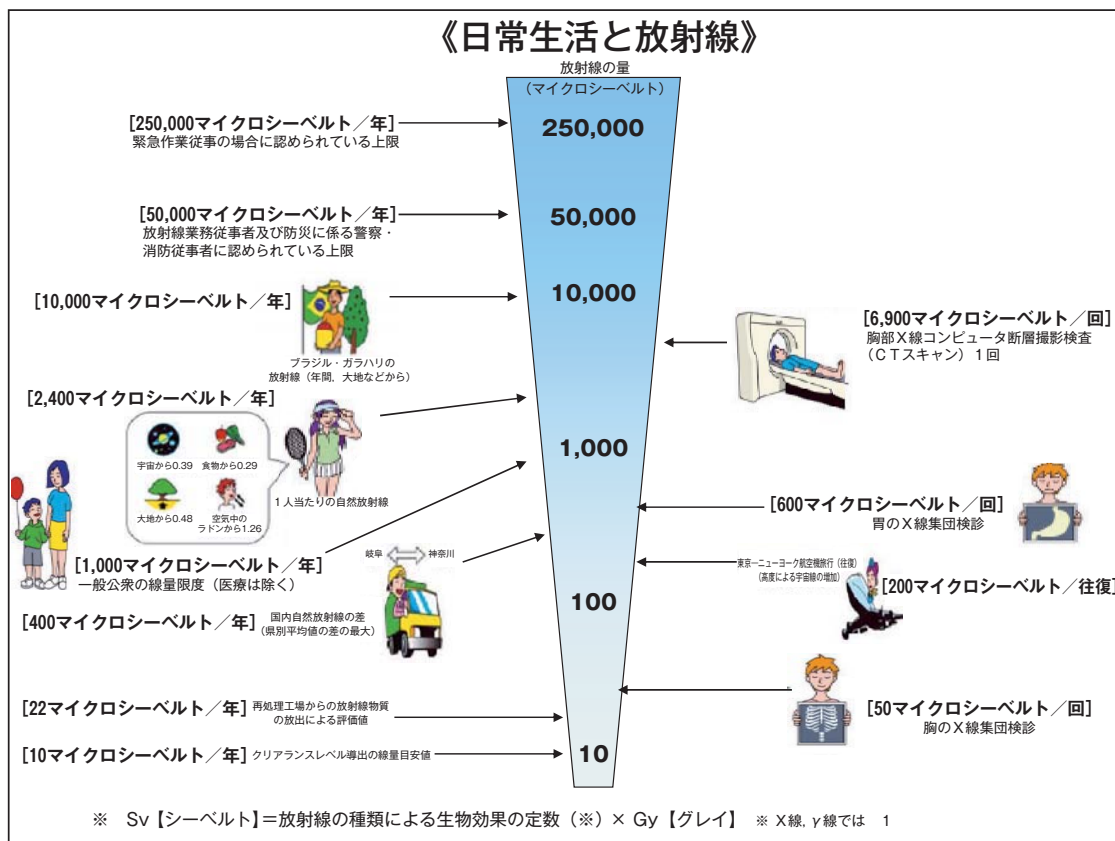 《日常生活と放射線》
放射線の量
（マイクロシーベルト）
[250,000マイクロシーベルト／年]
緊急作業従事の場合に認められている上限
250,000
[50,000マイクロシーベルト／年]
放射線業務従事者及び防災に係る警察・
消防従事者に認められている上限
50,000
[10,000マイクロシーベルト／年]
ブラジル・ガラハリの
放射線（年間，大地などから）
10,000
[6,900マイクロシーベルト／回]
胸部Ｘ線コンピュータ断層撮影検査
（ＣＴスキャン）１回
[2,400マイクロシーベルト／年]
宇宙から0.39
食物から0.29
大地から0.48
空気中の
ラドンから1.26
１人当たりの自然放射線
1,000
[1,000マイクロシーベルト／年]
一般公衆の線量限度（医療は除く）
[600マイクロシーベルト／回]
胃のＸ線集団検診
岐阜
神奈川
[400マイクロシーベルト／年]
国内自然放射線の差
（県別平均値の差の最大）
東京ーニューヨーク航空機旅行（往復）
（高度による宇宙線の増加）
[200マイクロシーベルト／往復]
100
[22マイクロシーベルト／年]
再処理工場からの放射線物質
の放出による評価値
[50マイクロシーベルト／回]
胸のＸ線集団検診
[10マイクロシーベルト／年]
クリアランスレベル導出の線量目安値
10
※　Sv【シーベルト】＝放射線の種類による生物効果の定数（※）× Gy【グレイ】 ※ Ｘ線，γ線では　1